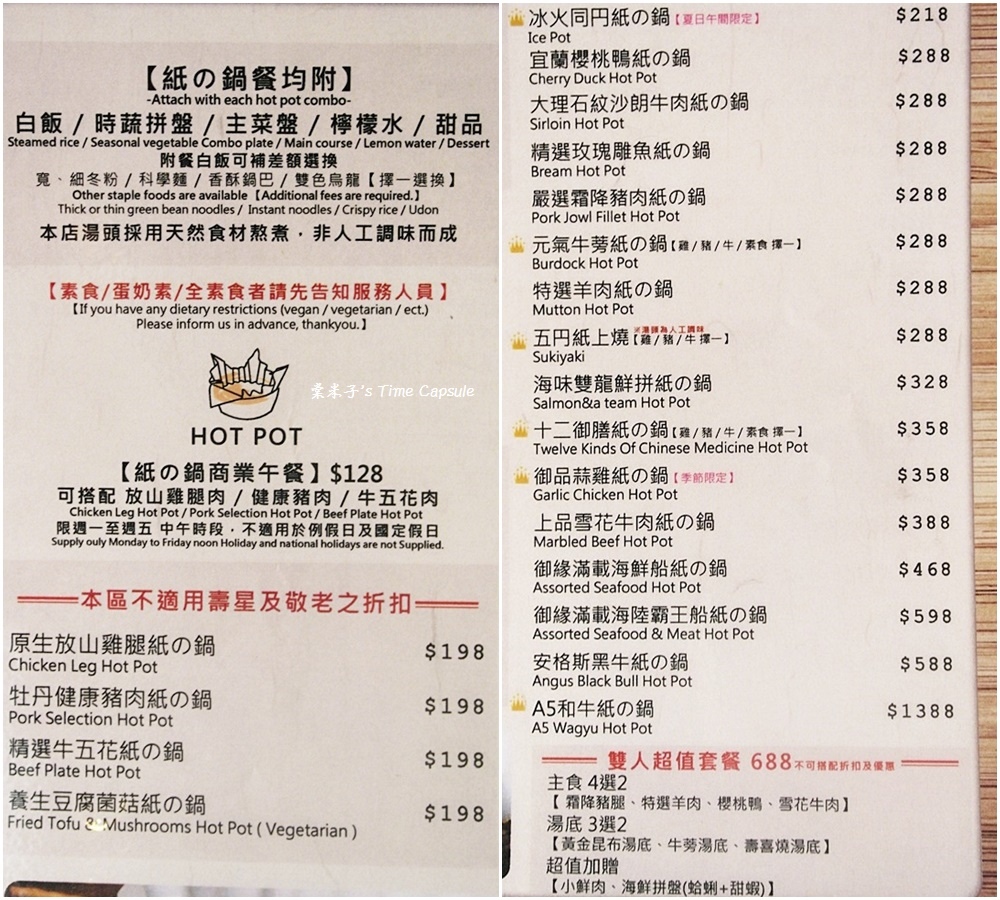 【紙の鍋餐均附】
-Attach with each hot pot combo-
白飯 / 時蔬拼盤 / 主菜盤 / 檸檬水 / 甜品
Steamed rice / Seasonal vegetable Combo plate / Main course / Lemon water / Dessert
附餐白飯可補差額選換
寬、細冬粉 / 科學麵 / 香酥鍋巴 / 雙色烏龍【擇一選換】
Other staple foods are available 【Additional fees are required.】
Thick or thin green bean noodles / Instant noodles / Crispy rice / Udon
本店湯頭採用天然食材熬煮，非人工調味而成
【素食/蛋奶素/全素食者請先告知服務人員】
【If you have any dietary restrictions (vegan / vegetarian / ect.)
Please inform us in advance, thankyou.】
素米子's Time Capsule
HOT POT
【紙の鍋商業午餐】$128
可搭配 放山雞腿肉 / 健康豬肉 / 牛五花肉
Chicken Leg Hot Pot / Pork Selection Hot Pot / Beef Plate Hot Pot
限週一至週五 中午時段，不適用於例假日及國定假日
Supply ouly Monday to Friday noon Holiday and national holidays are not Supplied.
本區不適用壽星及敬老之折扣
原生放山雞腿紙の鍋 $198
Chicken Leg Hot Pot
牡丹健康豬肉紙の鍋 $198
Pork Selection Hot Pot
精選牛五花紙の鍋 $198
Beef Plate Hot Pot
養生豆腐菌菇紙の鍋 $198
Fried Tofu & Mushrooms Hot Pot ( Vegetarian )
冰火同円紙の鍋【夏日午間限定】 $218
Ice Pot
宜蘭櫻桃鴨紙の鍋 $288
Cherry Duck Hot Pot
大理石紋沙朗牛肉紙の鍋 $288
Sirloin Hot Pot
精選玫瑰雕魚紙の鍋 $288
Bream Hot Pot
嚴選霜降豬肉紙の鍋 $288
Pork Jowl Fillet Hot Pot
元氣牛蒡紙の鍋【雞/豬/牛/素食 擇一】 $288
Burdock Hot Pot
特選羊肉紙の鍋 $288
Mutton Hot Pot
※湯頭為人工調味
五円紙上燒【雞/豬/牛 擇一】 $288
Sukiyaki
海味雙龍鮮拼紙の鍋 $328
Salmon&a team Hot Pot
十二御膳紙の鍋【雞/豬/牛/素食 擇一】 $358
Twelve Kinds Of Chinese Medicine Hot Pot
御品蒜雞紙の鍋【季節限定】 $358
Garlic Chicken Hot Pot
上品雪花牛肉紙の鍋 $388
Marbled Beef Hot Pot
御緣滿載海鮮船紙の鍋 $468
Assorted Seafood Hot Pot
御緣滿載海陸霸王船紙の鍋 $598
Assorted Seafood & Meat Hot Pot
安格斯黑牛紙の鍋 $588
Angus Black Bull Hot Pot
A5和牛紙の鍋 $1388
A5 Wagyu Hot Pot
雙人超值套餐 688不可搭配折扣及優惠
主食 4選2
【 霜降豬腿、特選羊肉、櫻桃鴨、雪花牛肉】
湯底 3選2
【黃金昆布湯底、牛蒡湯底、壽喜燒湯底】
超值加贈
【小鮮肉、海鮮拼盤(蛤蜊+甜蝦)】